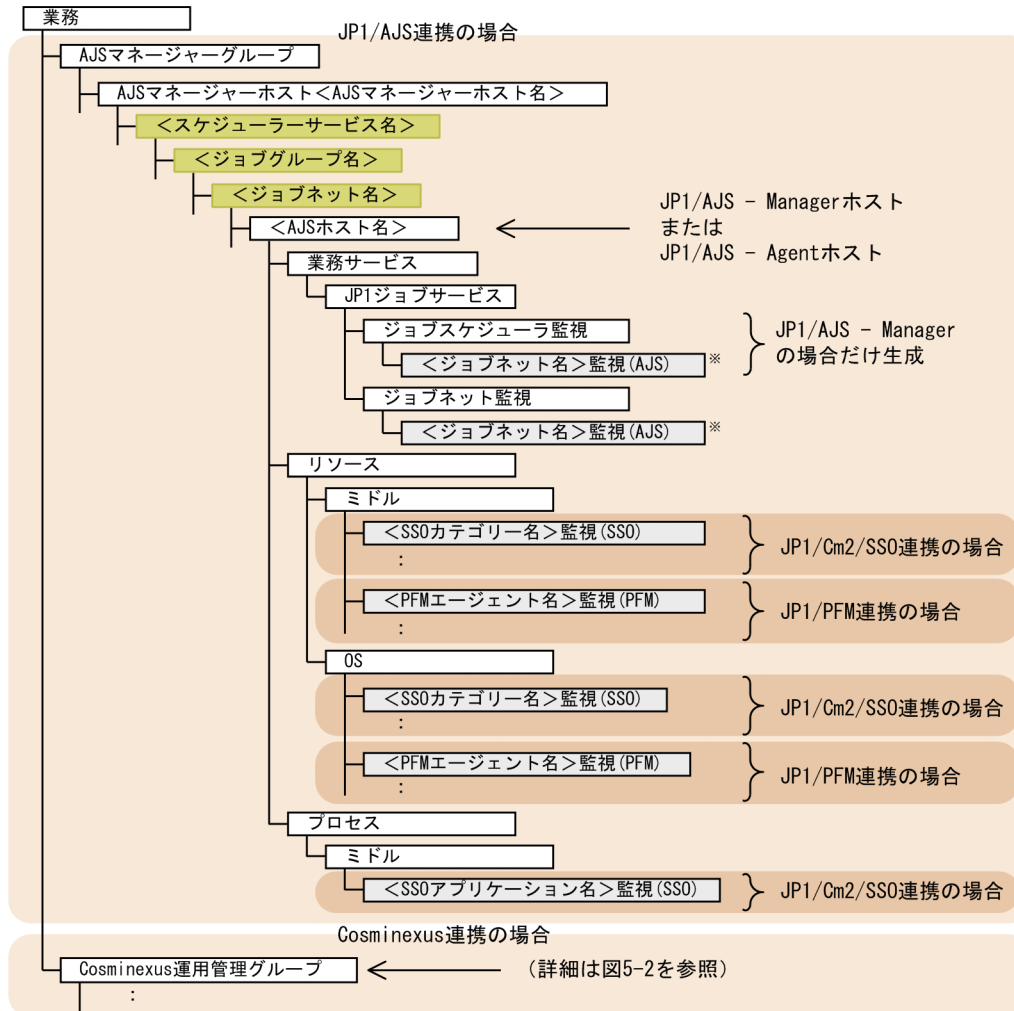 業務
JP1/AJS連携の場合
AJSマネージャーグループ
AJSマネージャーホスト＜AJSマネージャーホスト名＞
＜スケジューラーサービス名＞
＜ジョブグループ名＞
＜ジョブネット名＞
＜AJSホスト名＞
JP1/AJS - Managerホスト
または
JP1/AJS - Agentホスト
業務サービス
JP1ジョブサービス
ジョブスケジューラ監視
＜ジョブネット名＞監視(AJS) ※
JP1/AJS - Manager
の場合だけ生成
ジョブネット監視
＜ジョブネット名＞監視(AJS) ※
リソース
ミドル
＜SSOカテゴリー名＞監視(SSO)
:
JP1/Cm2/SSO連携の場合
＜PFMエージェント名＞監視(PFM)
:
JP1/PFM連携の場合
OS
＜SSOカテゴリー名＞監視(SSO)
:
JP1/Cm2/SSO連携の場合
＜PFMエージェント名＞監視(PFM)
:
JP1/PFM連携の場合
プロセス
ミドル
＜SSOアプリケーション名＞監視(SSO)
JP1/Cm2/SSO連携の場合
Cosminexus連携の場合
Cosminexus運用管理グループ
（詳細は図5-2を参照）
: